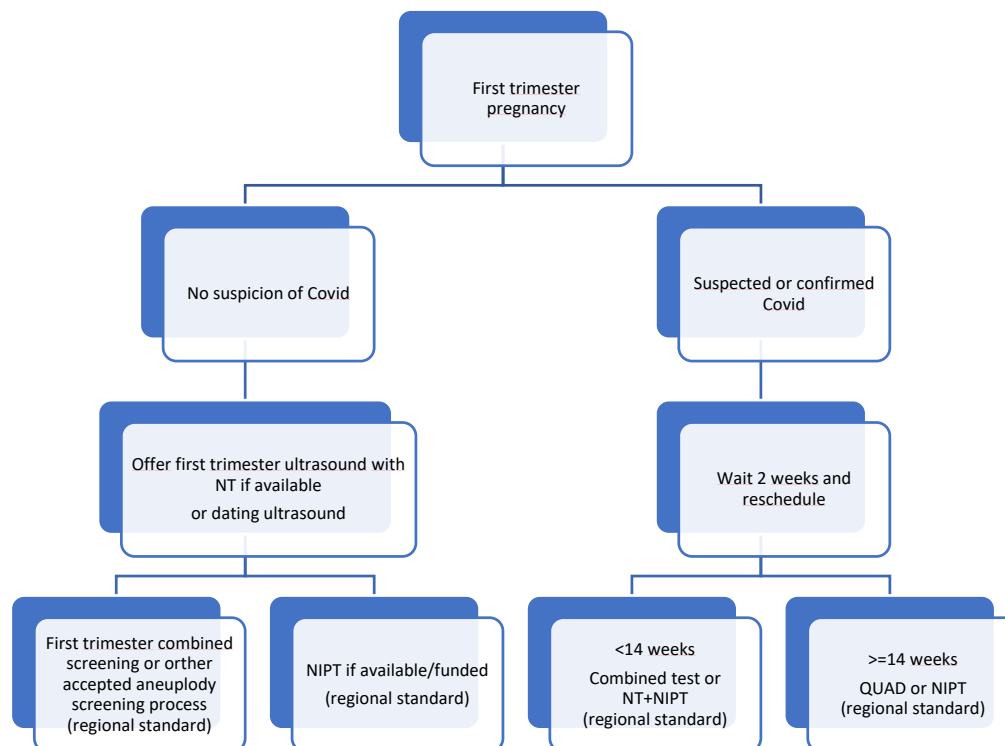 First trimester
pregnancy
No suspicion of Covid
Suspected or confirmed
Covid
Offer first trimester ultrasound with
NT if available
or dating ultrasound
Wait 2 weeks and
reschedule
First trimester combined
screening or orther
accepted aneuplody
screening process
(regional standard)
NIPT if available/funded
(regional standard)
<14 weeks
Combined test or
NT+NIPT
(regional standard)
>=14 weeks
QUAD or NIPT
(regional standard)